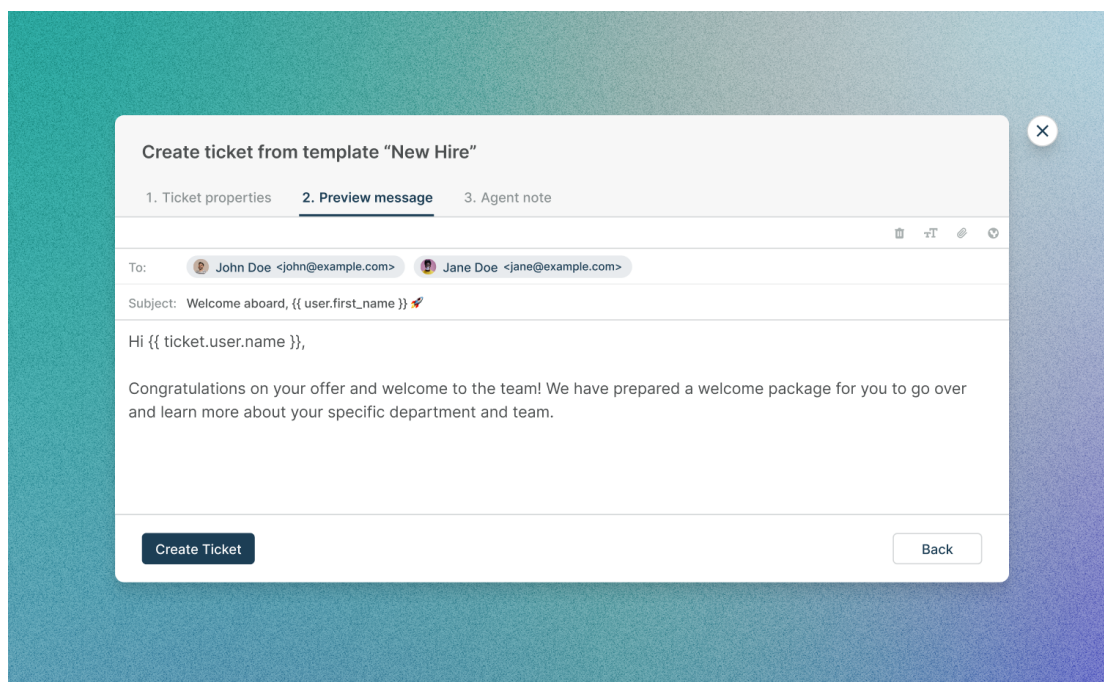 Create ticket from template “New Hire”
1. Ticket properties 2. Preview message 3. Agent note
To: John Doe <john@example.com> Jane Doe <jane@example.com>
Subject: Welcome aboard, {{ user.first_name }} 🚀
Hi {{ ticket.user.name }},
Congratulations on your offer and welcome to the team! We have prepared a welcome package for you to go over
and learn more about your specific department and team.
Create Ticket Back